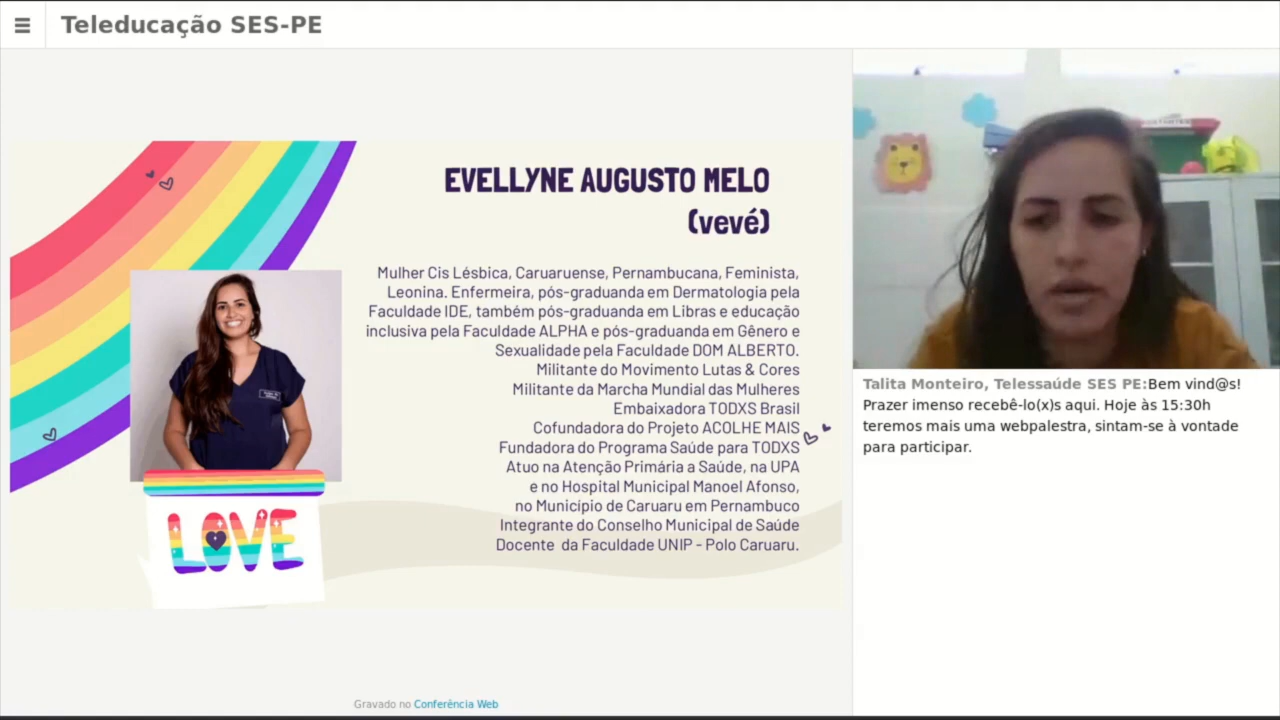 Teleducação SES-PE
EVELLYNE AUGUSTO MELO
(vevé)
Mulher Cis Lésbica, Caruaruense, Pernambucana, Feminista,
Leonina. Enfermeira, pós-graduanda em Dermatologia pela
Faculdade IDE, também pós-graduanda em Libras e educação
inclusiva pela Faculdade ALPHA e pós-graduanda em Gênero e
Sexualidade pela Faculdade DOM ALBERTO.
Militante do Movimento Lutas & Cores
Militante da Marcha Mundial das Mulheres
Embaixadora TODXS Brasil
Cofundadora do Projeto ACOLHE MAIS
Fundadora do Programa Saúde para TODXS
Atuo na Atenção Primária a Saúde, na UPA
e no Hospital Municipal Manoel Afonso,
no Município de Caruaru em Pernambuco
Integrante do Conselho Municipal de Saúde
Docente da Faculdade UNIP - Polo Caruaru.
LOVE
Talita Monteiro, Telessaúde SES PE:Bem vind@s!
Prazer imenso recebê-lo(x)s aqui. Hoje às 15:30h
teremos mais uma webpalestra, sintam-se à vontade
para participar.
Gravado no Conferência Web